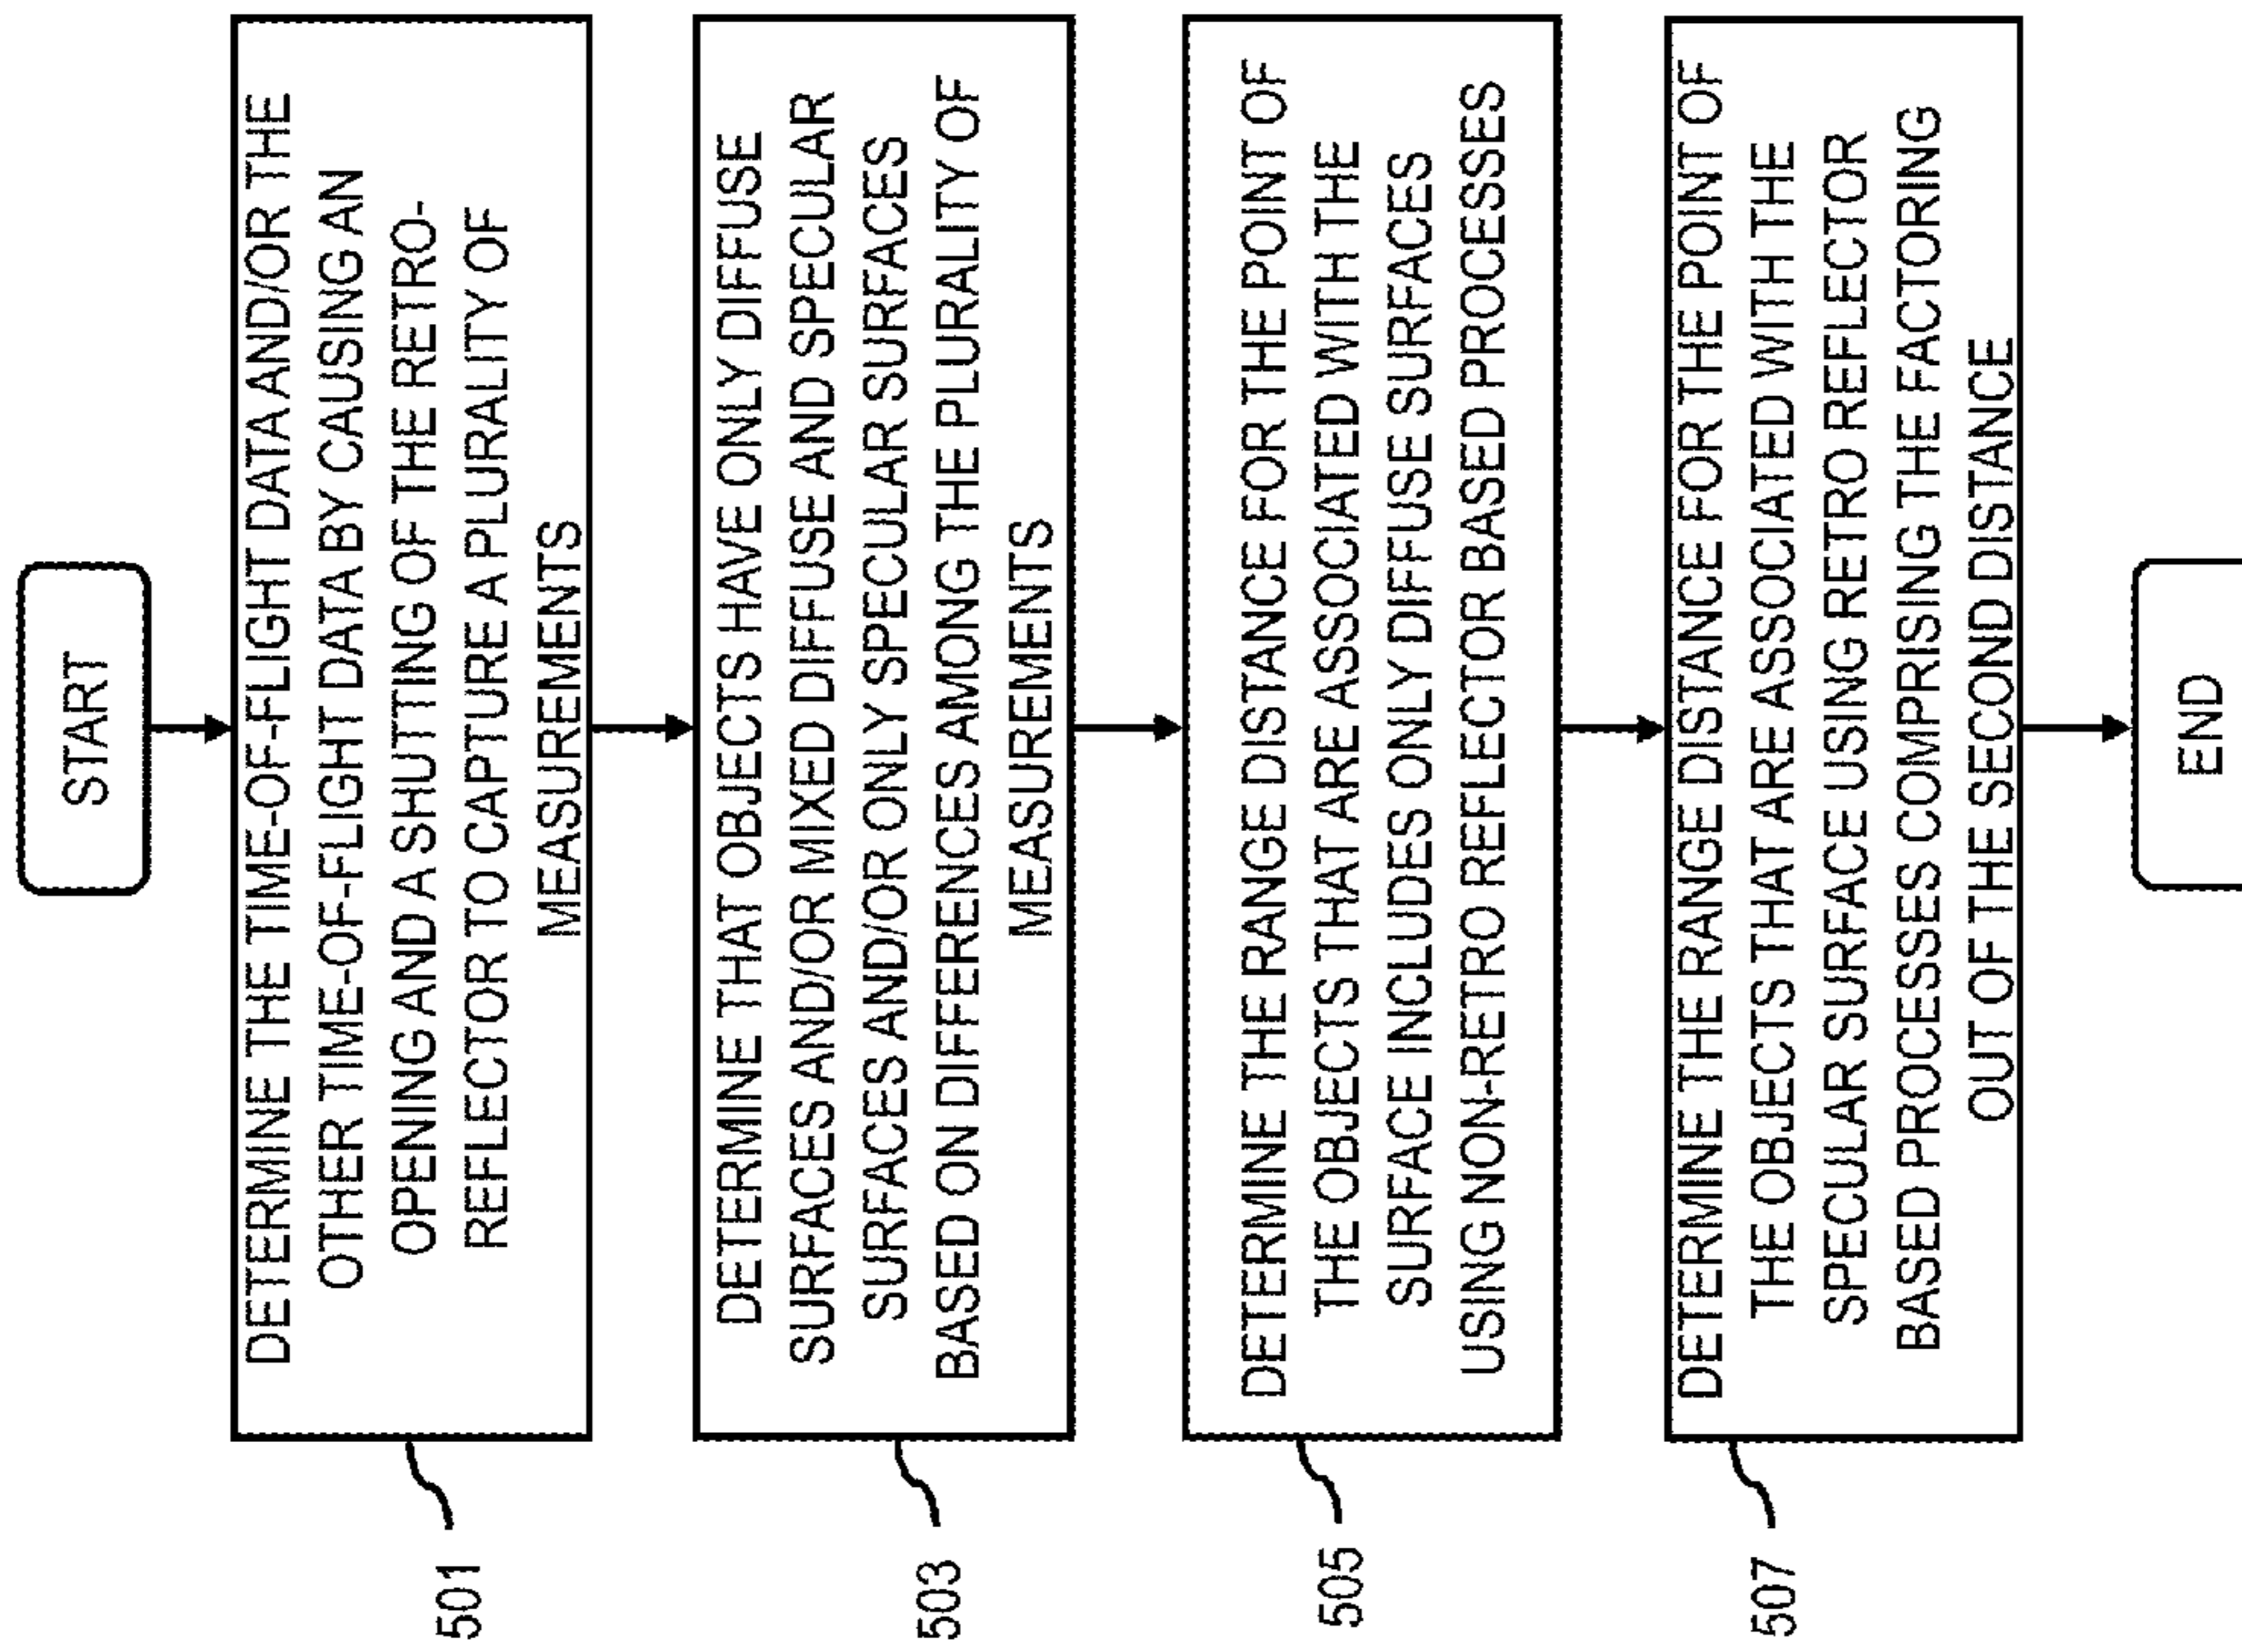 START
DETERMINE THE TIME-OF-FLIGHT DATA AND/OR THE
OTHER TIME-OF-FLIGHT DATA BY CAUSING AN
OPENING AND A SHUTTING OF THE RETRO-
REFLECTOR TO CAPTURE A PLURALITY OF
MEASUREMENTS
501
DETERMINE THAT OBJECTS HAVE ONLY DIFFUSE
SURFACES AND/OR MIXED DIFFUSE AND SPECULAR
SURFACES AND/OR ONLY SPECULAR SURFACES
BASED ON DIFFERENCES AMONG THE PLURALITY OF
MEASUREMENTS
503
DETERMINE THE RANGE DISTANCE FOR THE POINT OF
THE OBJECTS THAT ARE ASSOCIATED WITH THE
SURFACE INCLUDES ONLY DIFFUSE SURFACES
USING NON-RETRO REFLECTOR BASED PROCESSES
505
DETERMINE THE RANGE DISTANCE FOR THE POINT OF
THE OBJECTS THAT ARE ASSOCIATED WITH THE
SPECULAR SURFACE USING RETRO REFLECTOR
BASED PROCESSES COMPRISING THE FACTORING
OUT OF THE SECOND DISTANCE
507
END